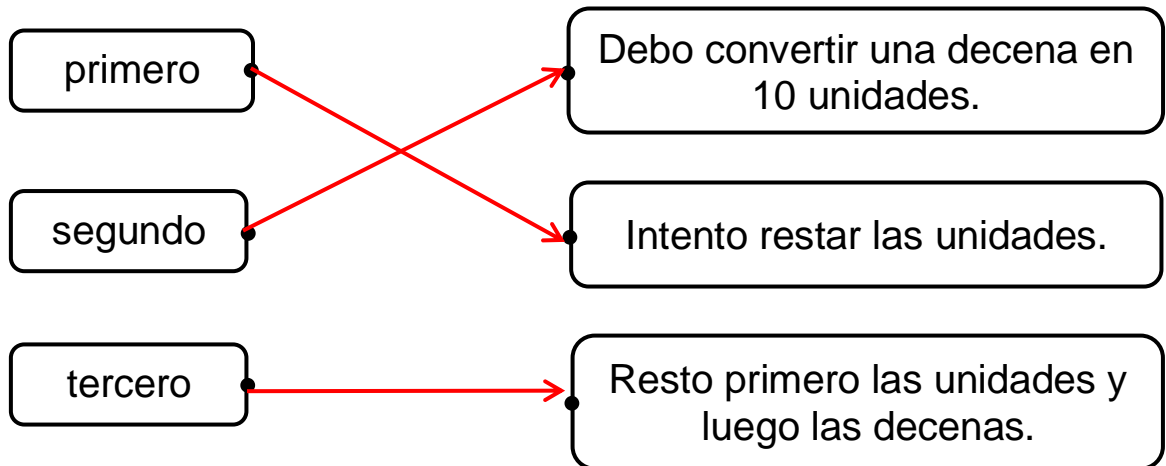 primero
Debo convertir una decena en
10 unidades.
segundo
Intento restar las unidades.
tercero
Resto primero las unidades y
luego las decenas.